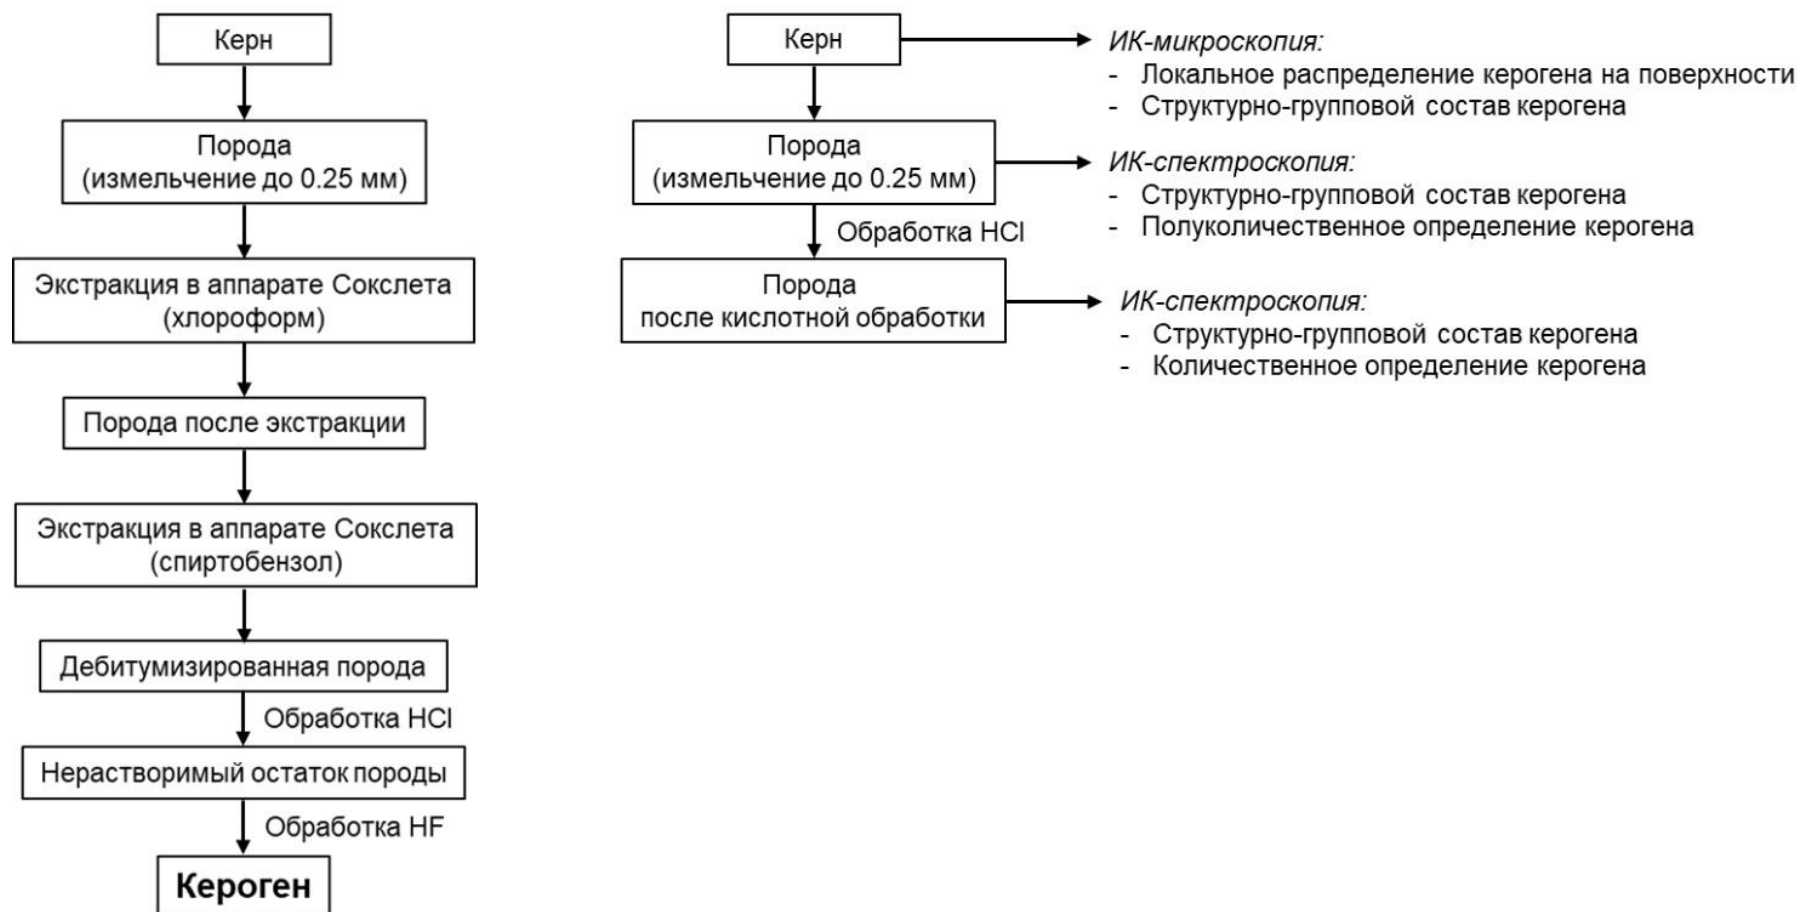 Керн
Порода
(измельчение до 0.25 мм)
Экстракция в аппарате Сокслета
(хлороформ)
Порода после экстракции
Экстракция в аппарате Сокслета
(спиртобензол)
Дебитумизированная порода
Обработка HCl
Нерастворимый остаток породы
Обработка HF
Кероген
Керн
ИК-микроскопия:
- Локальное распределение керогена на поверхности
- Структурно-групповой состав керогена
Порода
(измельчение до 0.25 мм)
ИК-спектроскопия:
- Структурно-групповой состав керогена
- Полуколичественное определение керогена
Обработка HCl
Порода
после кислотной обработки
ИК-спектроскопия:
- Структурно-групповой состав керогена
- Количественное определение керогена